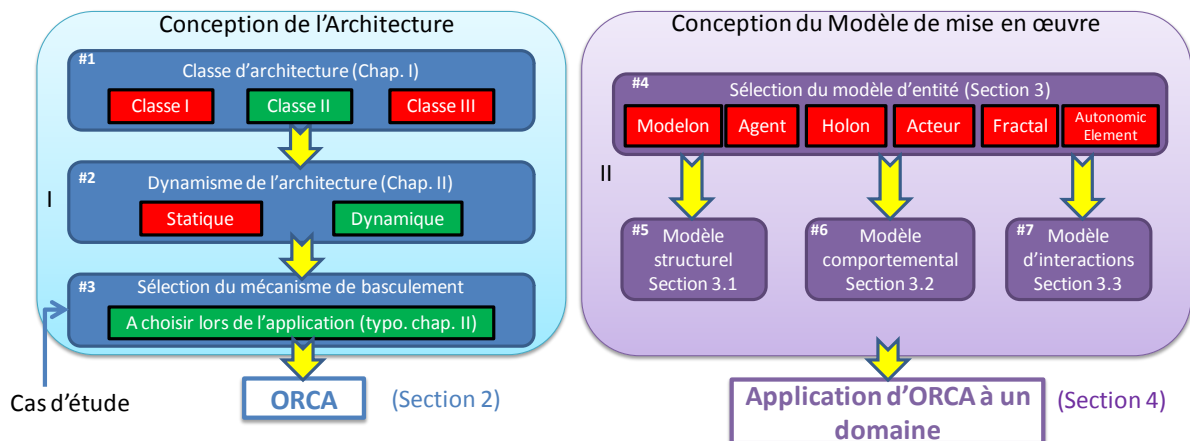 Conception de l'Architecture
#1
Classe d'architecture (Chap. I)
Classe I
Classe II
Classe III
I
#2
Dynamisme de l'architecture (Chap. II)
Statique
Dynamique
#3
Sélection du mécanisme de basculement
A choisir lors de l'application (typo. chap. II)
Cas d'étude
ORCA
(Section 2)
Conception du Modèle de mise en œuvre
#4
Sélection du modèle d'entité (Section 3)
Modelon
Agent
Holon
Acteur
Fractal
Autonomic
Element
II
#5
Modèle
structurel
Section 3.1
#6
Modèle
comportemental
Section 3.2
#7
Modèle
d'interactions
Section 3.3
Application d'ORCA à un
domaine
(Section 4)